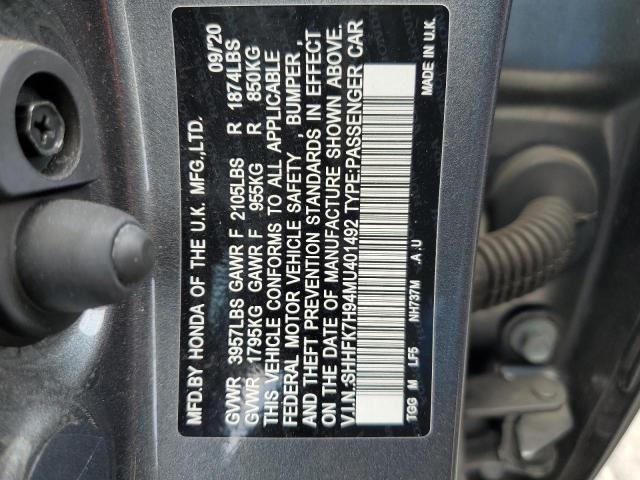 MFD.BY HONDA OF THE U.K. MFG.,LTD. 09/20
GVWR 3957LBS GAWR F 2105LBS R 1874LBS
GVWR 1795KG GAWR F 955KG R 850KG
THIS VEHICLE CONFORMS TO ALL APPLICABLE
FEDERAL MOTOR VEHICLE SAFETY , BUMPER ,
AND THEFT PREVENTION STANDARDS IN EFFECT
ON THE DATE OF MANUFACTURE SHOWN ABOVE.
V.I.N.:SHHFK7H94MU401492 TYPE:PASSENGER CAR
TGG M LF5 NH737M .A.U MADE IN U.K.